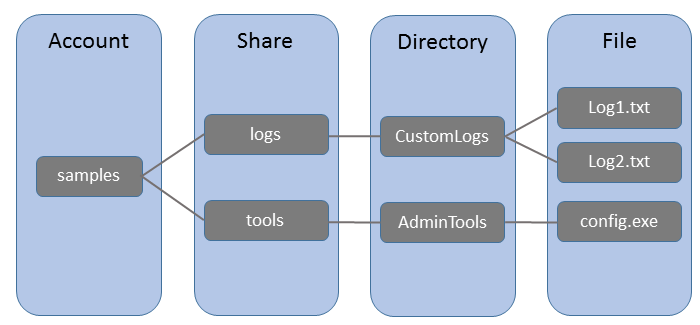 Account
Share
Directory
File
samples
logs
tools
CustomLogs
AdminTools
Log1.txt
Log2.txt
config.exe